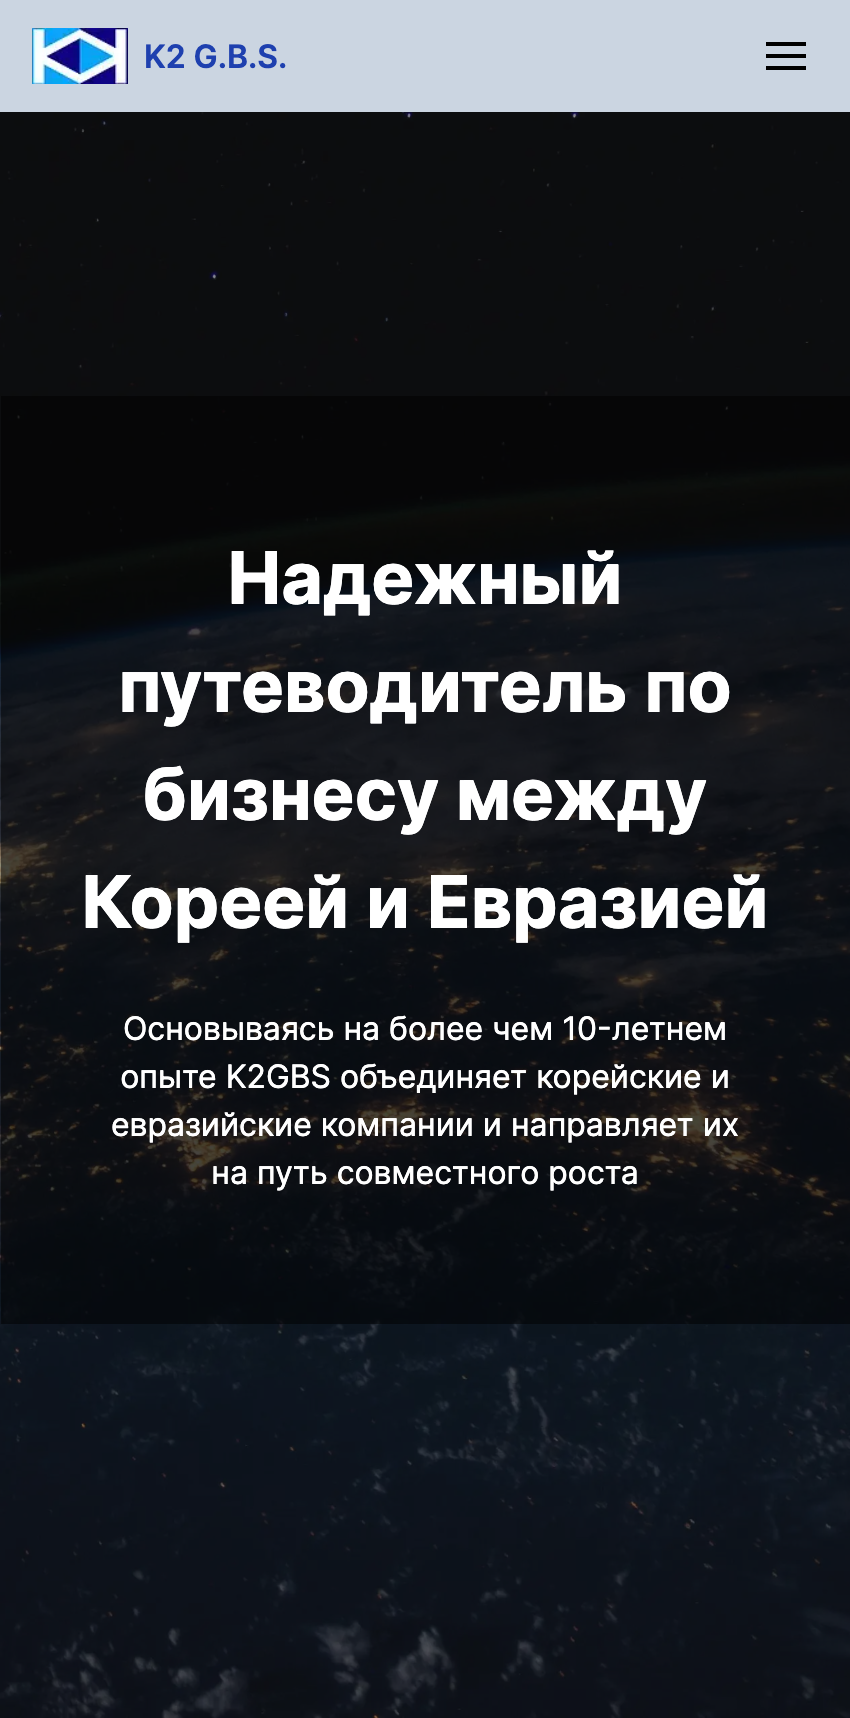 K2 G.B.S.
Надежный
путеводитель по
бизнесу между
Кореей и Евразией
Основываясь на более чем 10-летнем
опыте K2GBS объединяет корейские и
евразийские компании и направляет их
на путь совместного роста